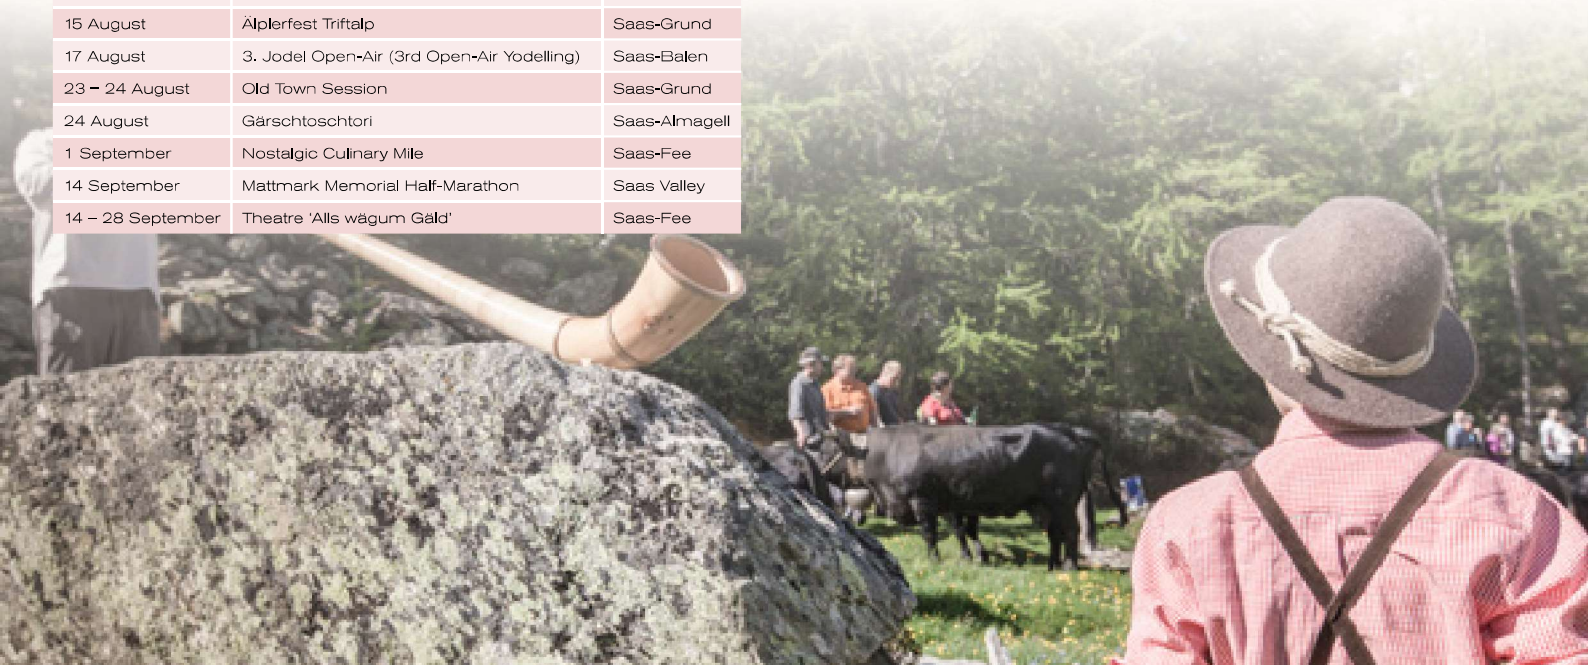 15 August Älplerfest Triftalp Saas-Grund
17 August 3. Jodel Open-Air (3rd Open-Air Yodelling) Saas-Balen
23 – 24 August Old Town Session Saas-Grund
24 August Gärschtoschtori Saas-Almagell
1 September Nostalgic Culinary Mile Saas-Fee
14 September Mattmark Memorial Half-Marathon Saas Valley
14 – 28 September Theatre 'Alls wägum Gäld' Saas-Fee